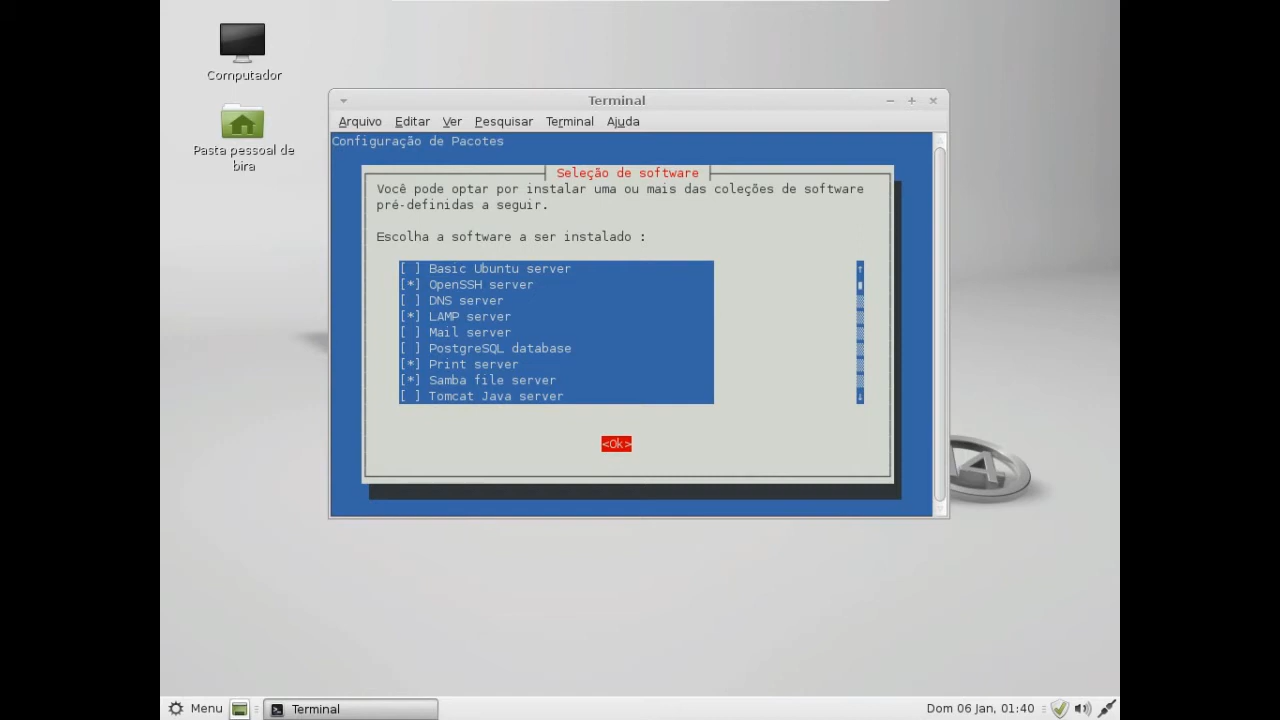 Computador
Pasta pessoal de
bira
Terminal
Arquivo Editar Ver Pesquisar Terminal Ajuda
Configuração de Pacotes
Seleção de software
Você pode optar por instalar uma ou mais das coleções de software
pré-definidas a seguir.
Escolha a software a ser instalado :
[ ] Basic Ubuntu server
[*] OpenSSH server
[ ] DNS server
[*] LAMP server
[ ] Mail server
[ ] PostgreSQL database
[*] Print server
[*] Samba file server
[ ] Tomcat Java server
<Ok>
Menu Terminal Dom 06 Jan, 01:40